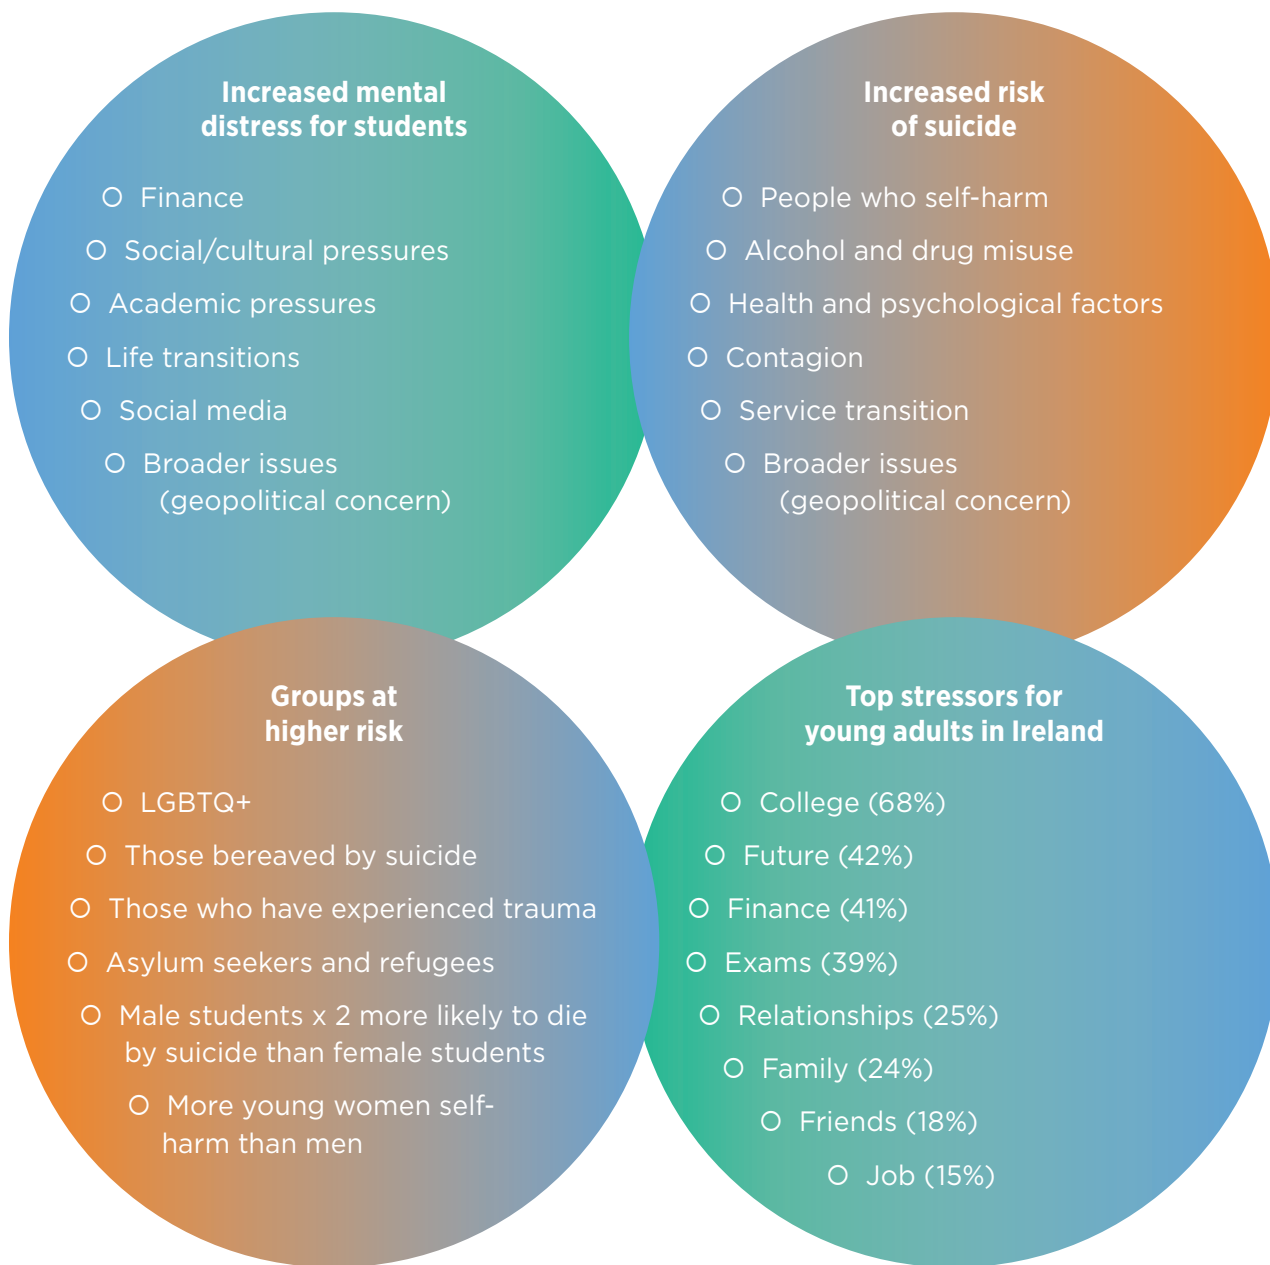 Increased mental
distress for students
Finance
Social/cultural pressures
Academic pressures
Life transitions
Social media
Broader issues
(geopolitical concern)
Increased risk
of suicide
People who self-harm
Alcohol and drug misuse
Health and psychological factors
Contagion
Service transition
Broader issues
(geopolitical concern)
Groups at
higher risk
LGBTQ+
Those bereaved by suicide
Those who have experienced trauma
Asylum seekers and refugees
Male students x 2 more likely to die
by suicide than female students
More young women self-
harm than men
Top stressors for
young adults in Ireland
College (68%)
Future (42%)
Finance (41%)
Exams (39%)
Relationships (25%)
Family (24%)
Friends (18%)
Job (15%)